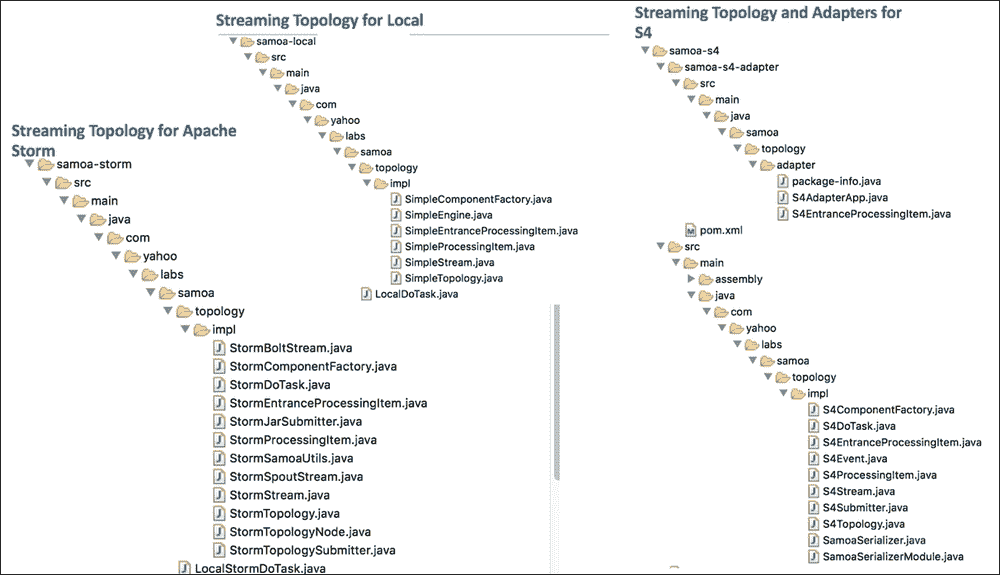 Streaming Topology for Apache
Storm
samoa-storm
src
main
java
com
yahoo
labs
samoa
topology
impl
StormBoltStream.java
StormComponentFactory.java
StormDoTask.java
StormEntranceProcessingItem.java
StormJarSubmitter.java
StormProcessingItem.java
StormSamoaUtils.java
StormSpoutStream.java
StormStream.java
StormTopology.java
StormTopologyNode.java
StormTopologySubmitter.java
LocalStormDoTask.java
Streaming Topology for Local
samoa-local
src
main
java
com
yahoo
labs
samoa
topology
impl
SimpleComponentFactory.java
SimpleEngine.java
SimpleEntranceProcessingItem.java
SimpleProcessingItem.java
SimpleStream.java
SimpleTopology.java
LocalDoTask.java
Streaming Topology and Adapters for
S4
samoa-s4
samoa-s4-adapter
src
main
java
samoa
topology
adapter
package-info.java
S4AdapterApp.java
S4EntranceProcessingItem.java
pom.xml
src
main
assembly
java
com
yahoo
labs
samoa
topology
impl
S4ComponentFactory.java
S4DoTask.java
S4EntranceProcessingItem.java
S4Event.java
S4ProcessingItem.java
S4Stream.java
S4Submitter.java
S4Topology.java
SamoaSerializer.java
SamoaSerializerModule.java